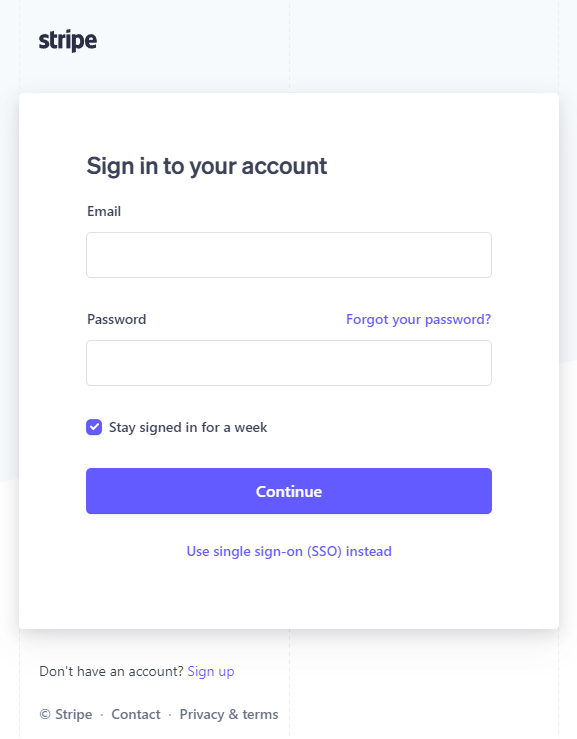 stripe
Sign in to your account
Email
Password Forgot your password?
Stay signed in for a week
Continue
Use single sign-on (SSO) instead
Don't have an account? Sign up
© Stripe · Contact · Privacy & terms